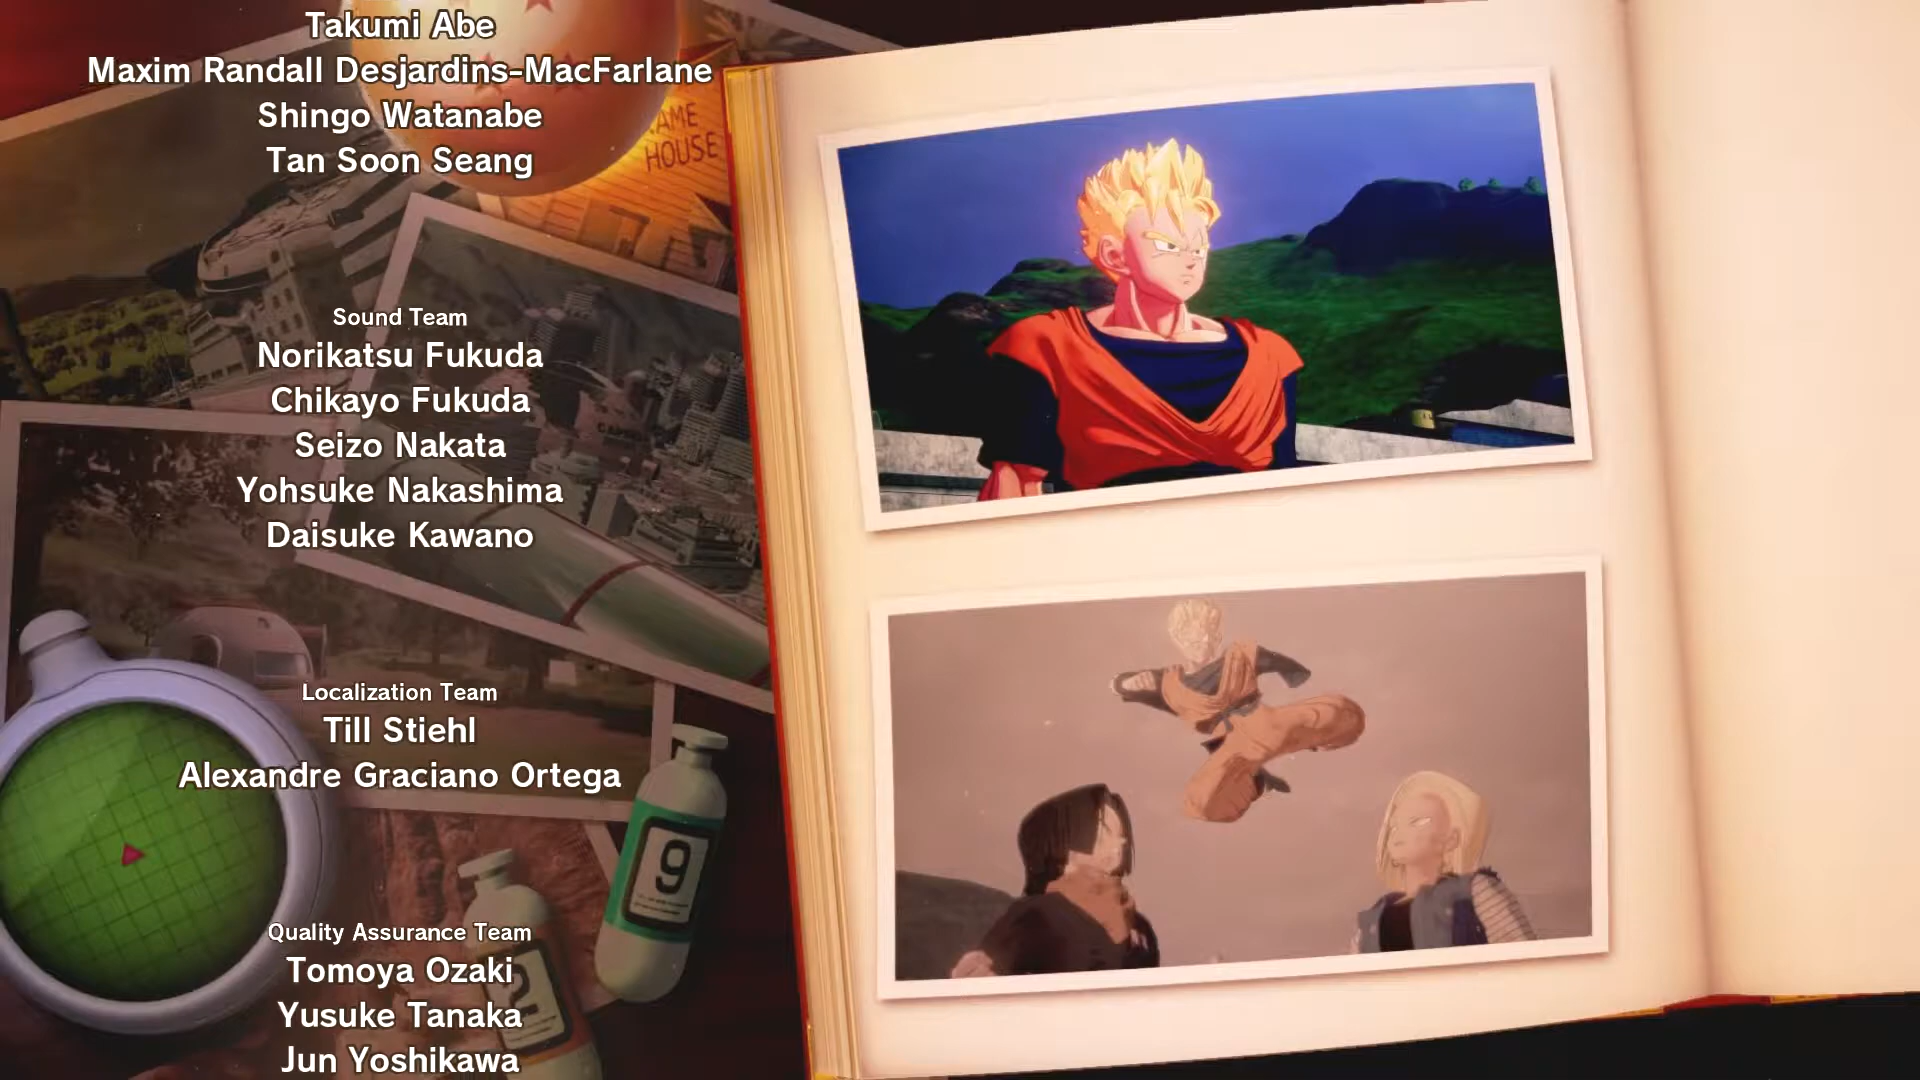 Takumi Abe
Maxim Randall Desjardins-MacFarlane
Shingo Watanabe
Tan Soon Seang
HOUSE
Sound Team
Norikatsu Fukuda
Chikayo Fukuda
Seizo Nakata
Yohsuke Nakashima
Daisuke Kawano
Localization Team
Till Stiehl
Alexandre Graciano Ortega
9
Quality Assurance Team
Tomoya Ozaki
Yusuke Tanaka
Jun Yoshikawa